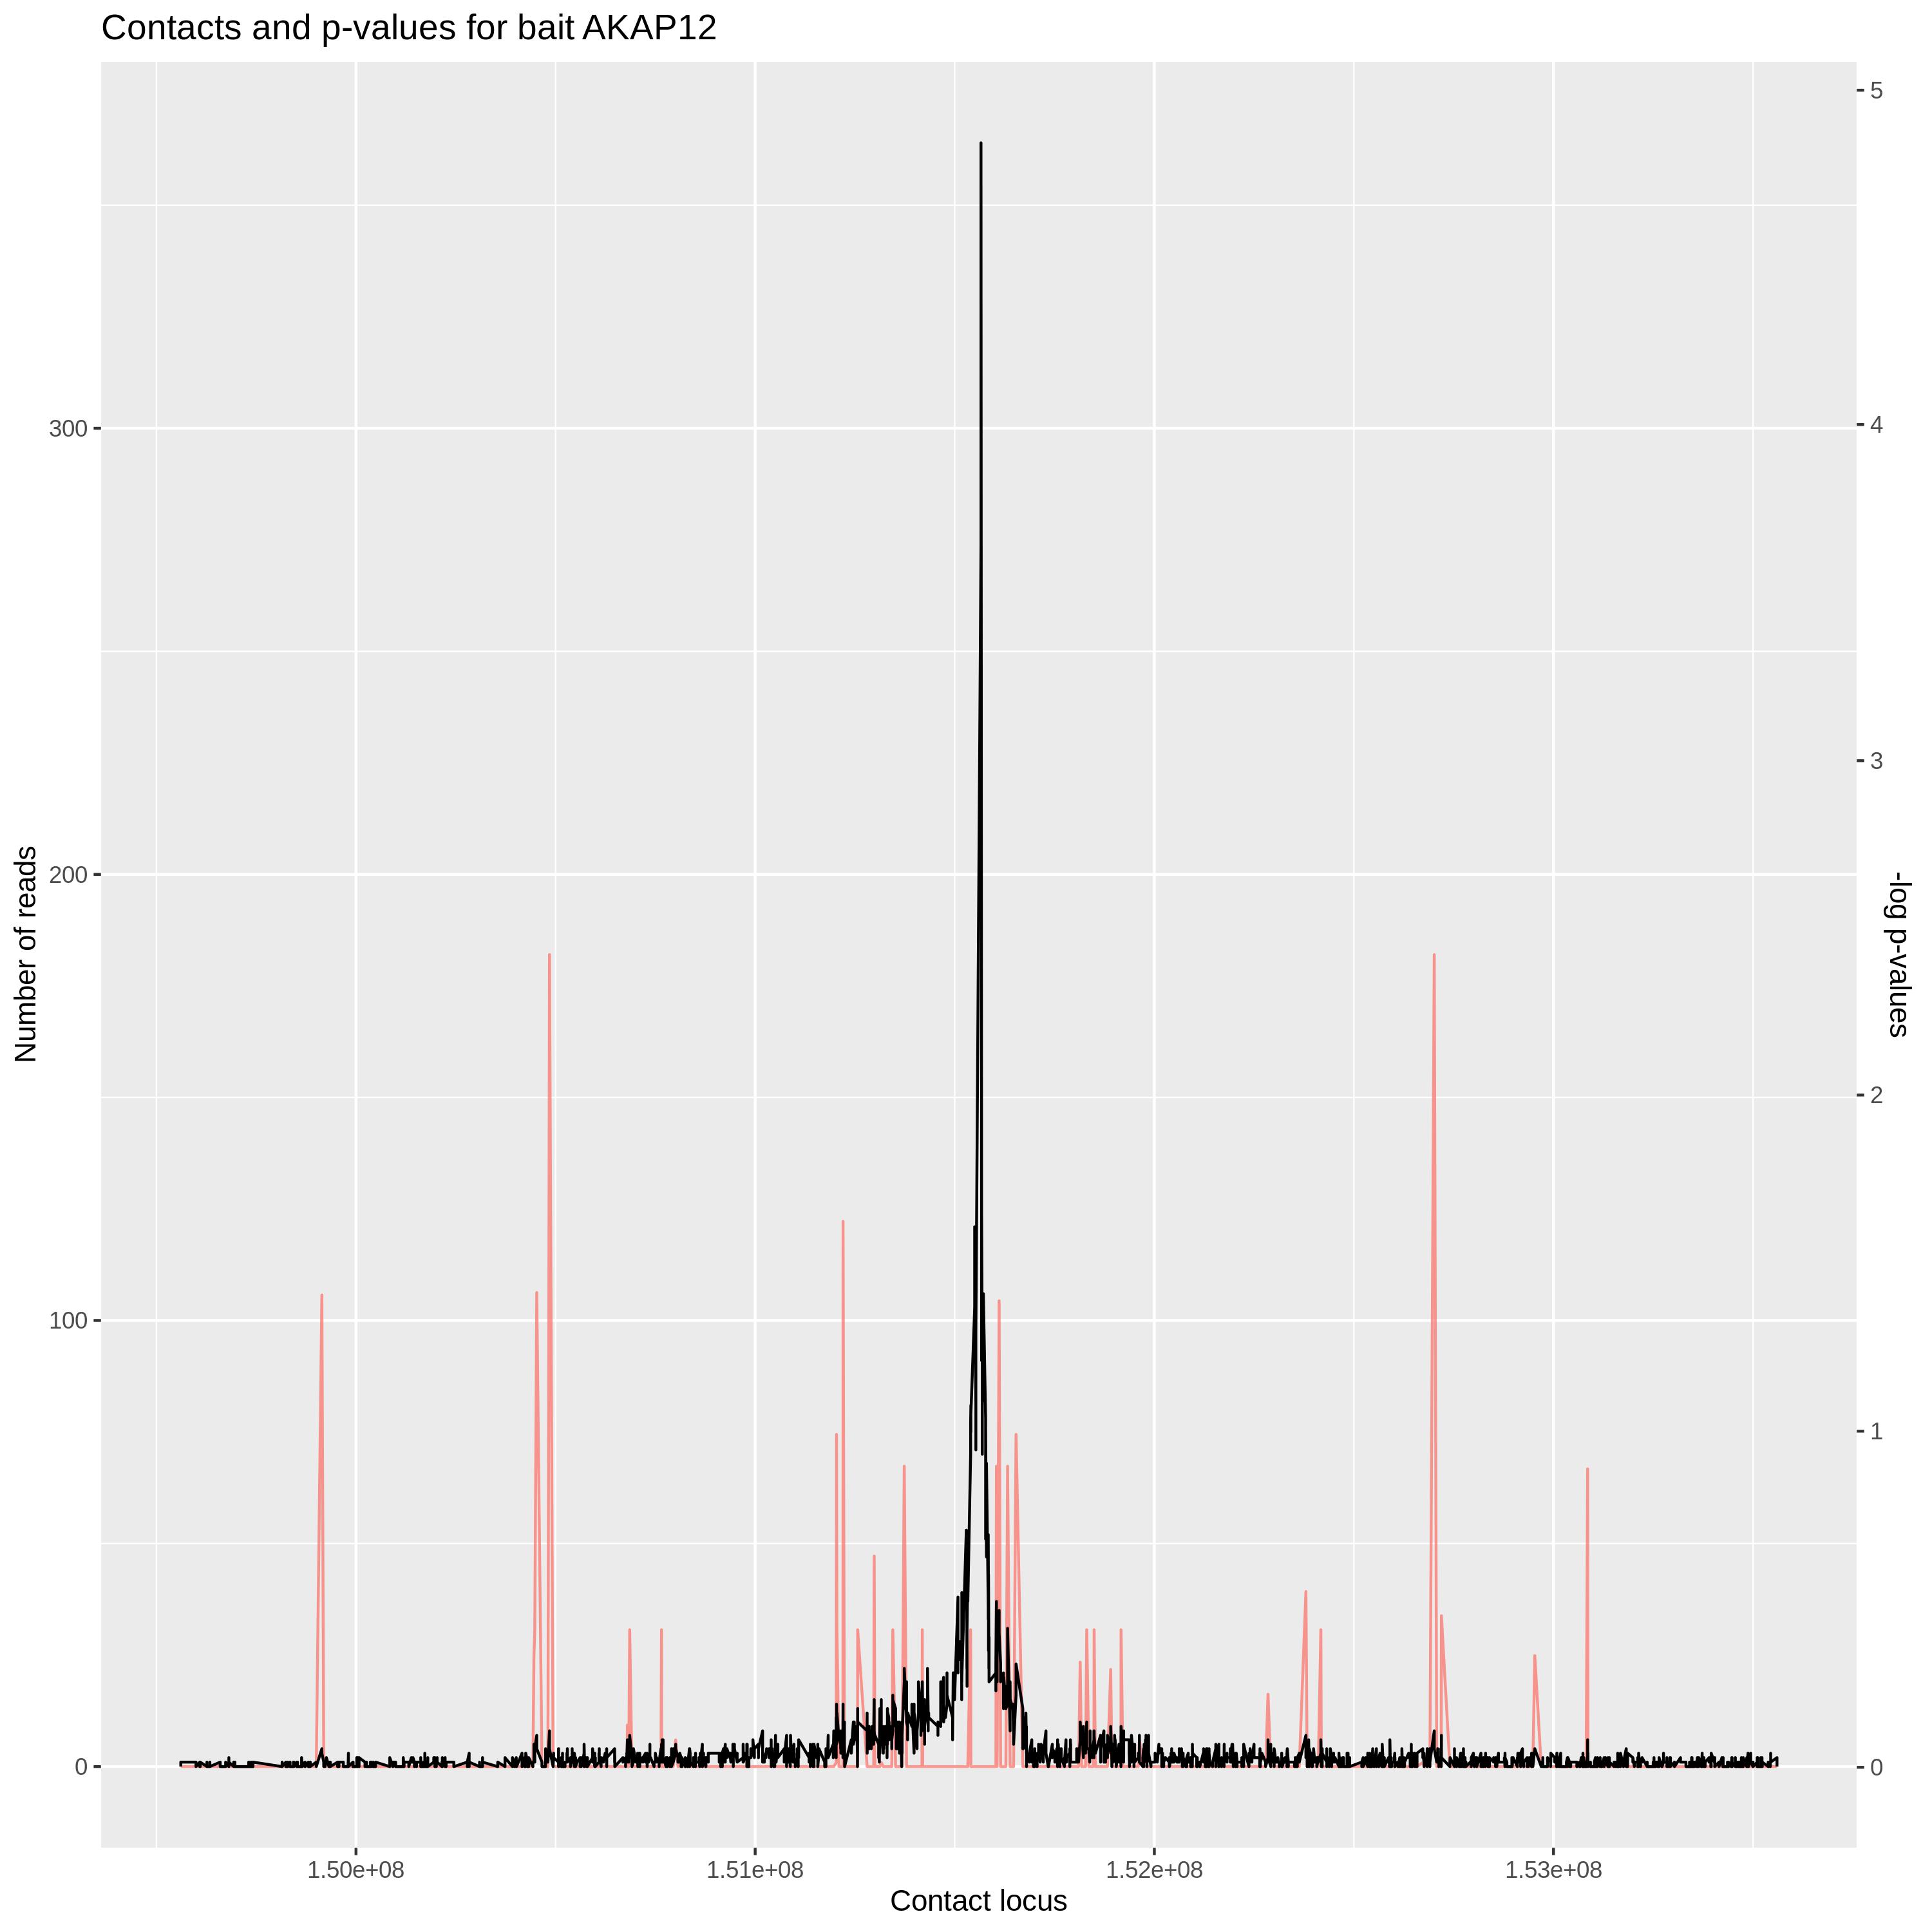 Contacts and p-values for bait AKAP12
Number of reads
300
200
100
0
5
4
3
2
1
0
-log p-values
1.50e+08
1.51e+08
1.52e+08
1.53e+08
Contact locus